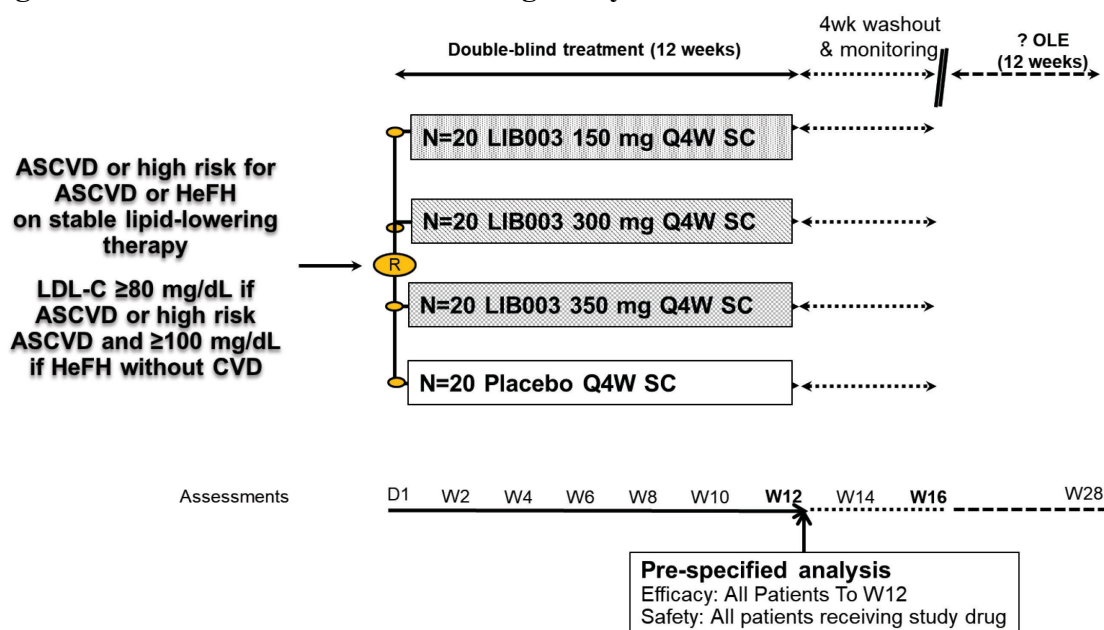 4wk washout
& monitoring
Double-blind treatment (12 weeks)
? OLE
(12 weeks)
N=20 LIB003 150 mg Q4W SC
ASCVD or high risk for
ASCVD or HeFH
on stable lipid-lowering
therapy
N=20 LIB003 300 mg Q4W SC
R
LDL-C ≥80 mg/dL if
ASCVD or high risk
ASCVD and ≥100 mg/dL
if HeFH without CVD
N=20 LIB003 350 mg Q4W SC
N=20 Placebo Q4W SC
Assessments D1 W2 W4 W6 W8 W10 W12 W14 W16 W28
Pre-specified analysis
Efficacy: All Patients To W12
Safety: All patients receiving study drug